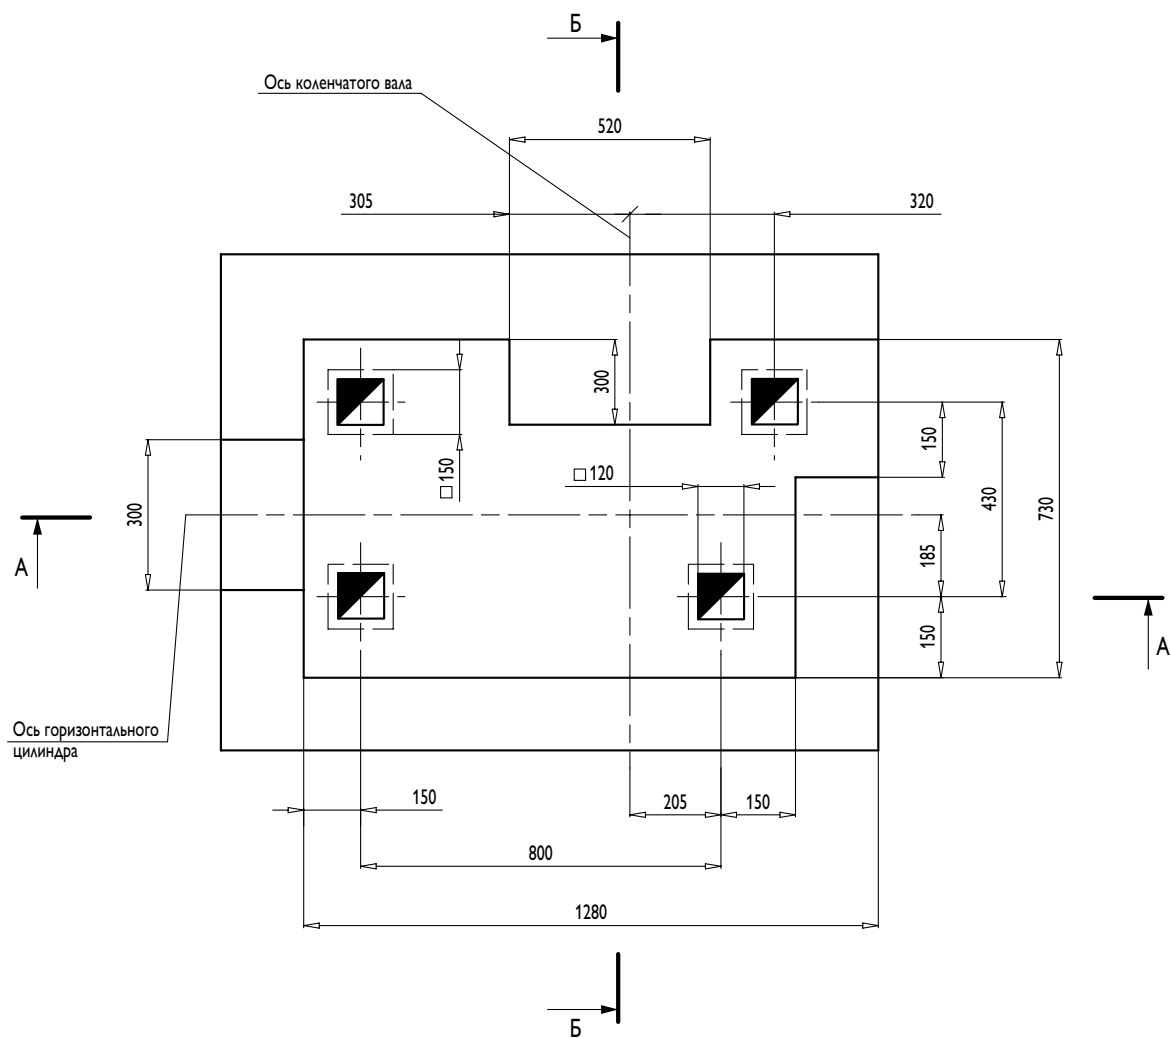 Б
Ось коленчатого вала
520
305
320
300
□150
□120
150
430
730
300
185
А
А
150
Ось горизонтального
цилиндра
150
205
150
800
1280
Б